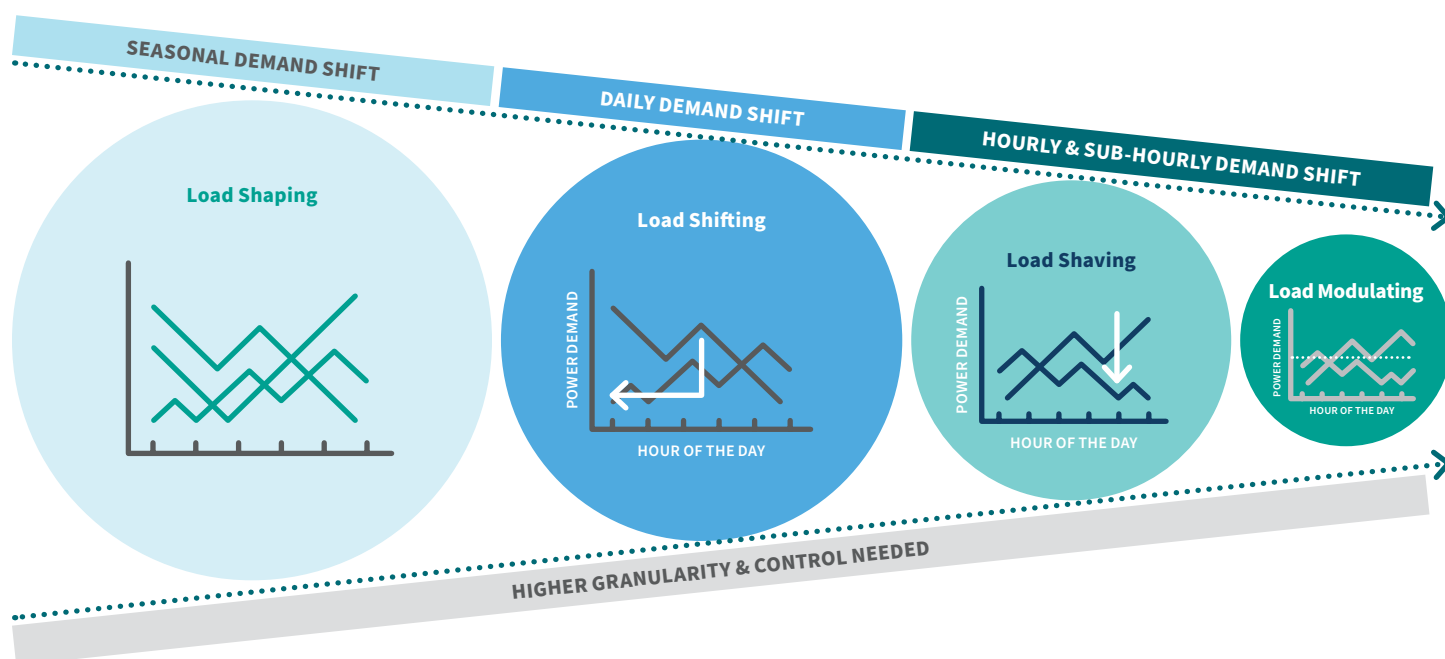 SEASONAL DEMAND SHIFT
DAILY DEMAND SHIFT
HOURLY & SUB-HOURLY DEMAND SHIFT
Load Shaping
Load Shifting
POWER DEMAND
HOUR OF THE DAY
Load Shaving
POWER DEMAND
HOUR OF THE DAY
Load Modulating
POWER DEMAND
HOUR OF THE DAY
HIGHER GRANULARITY & CONTROL NEEDED